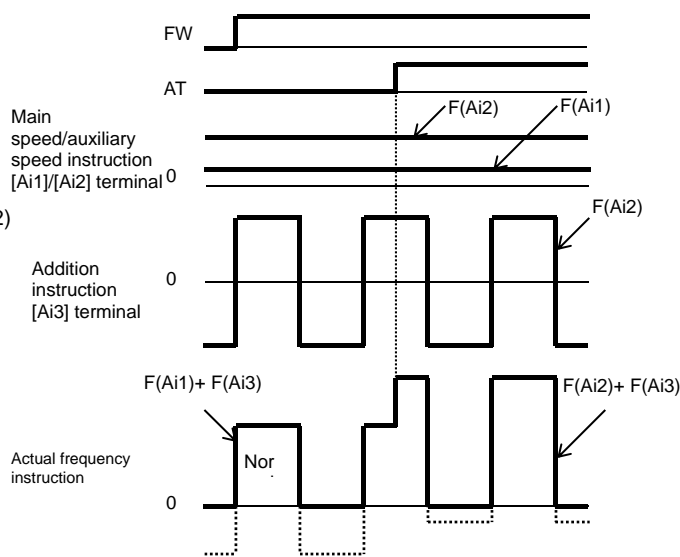 FW
AT
F(Ai2)
F(Ai1)
Main
speed/auxiliary
speed instruction
[Ai1]/[Ai2] terminal
0
2)
F(Ai2)
Addition
instruction
[Ai3] terminal
0
F(Ai1)+ F(Ai3)
F(Ai2)+ F(Ai3)
Nor
Actual frequency
instruction
0